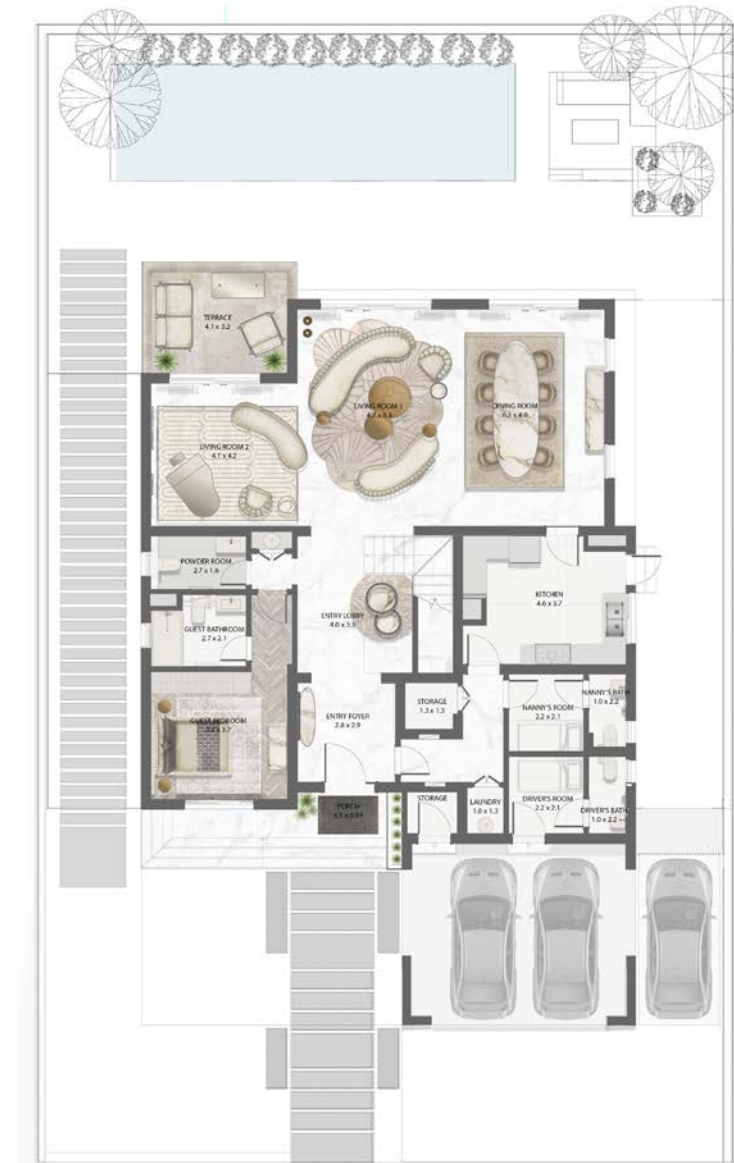 TERRACE
4.1 x 3.2
LIVING ROOM 1
DINING ROOM
LIVING ROOM 2
4.1 x 4.2
POWDER ROOM
2.7 x 1.6
KITCHEN
4.6 x 3.7
ENTRY LOBBY
4.0 x 3.3
GUEST BATHROOM
2.7 x 2.1
NANNY'S BATH
1.0 x 2.2
STORAGE
1.3 x 1.3
NANNY'S ROOM
2.2 x 2.1
ENTRY FOYER
2.8 x 2.9
GUEST BEDROOM
PORCH
STORAGE
LAUNDRY
1.0 x 1.3
DRIVER'S ROOM
2.2 x 2.1
DRIVER'S BATH
1.0 x 2.2